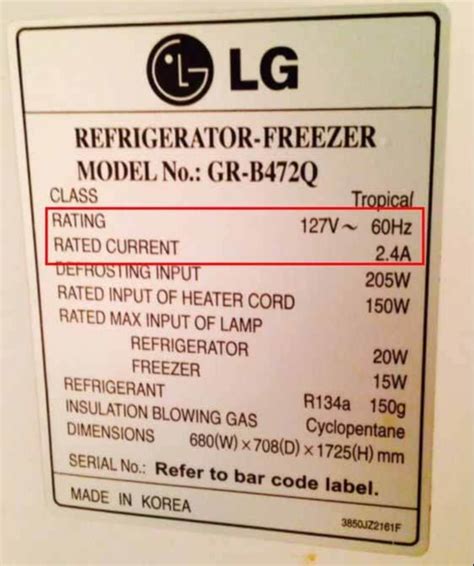 LG
REFRIGERATOR-FREEZER
MODEL No.: GR-B472Q
CLASS Tropical
RATING 127V~ 60Hz
RATED CURRENT 2.4A
DEFROSTING INPUT 205W
RATED INPUT OF HEATER CORD 150W
RATED MAX INPUT OF LAMP
REFRIGERATOR 20W
FREEZER 15W
REFRIGERANT R134a 150g
INSULATION BLOWING GAS Cyclopentane
DIMENSIONS 680(W)×708(D)×1725(H) mm
SERIAL No.: Refer to bar code label.
MADE IN KOREA
3850JZ2161F